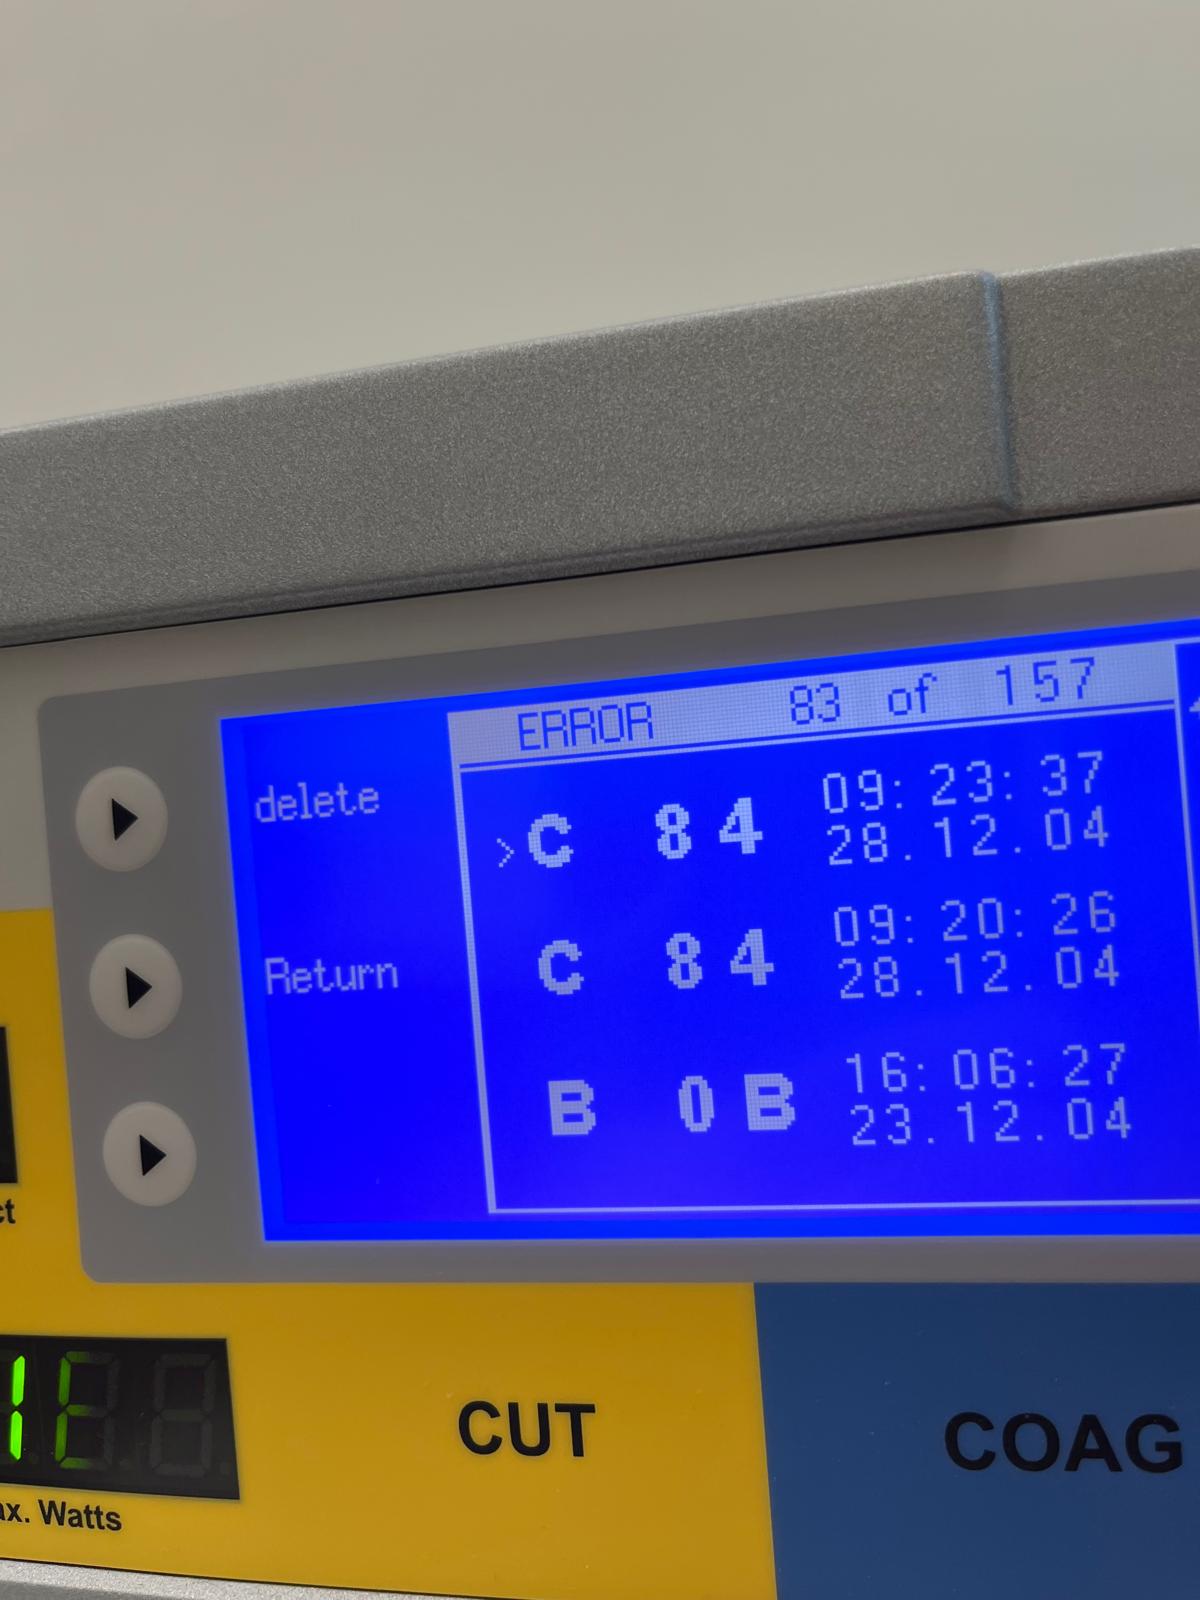 ERROR 83 of 157
delete
>C 84 09:23:37
28.12.04
C 84 09:20:26
28.12.04
Return
B 0B 16:06:27
23.12.04
CUT
COAG
Watts